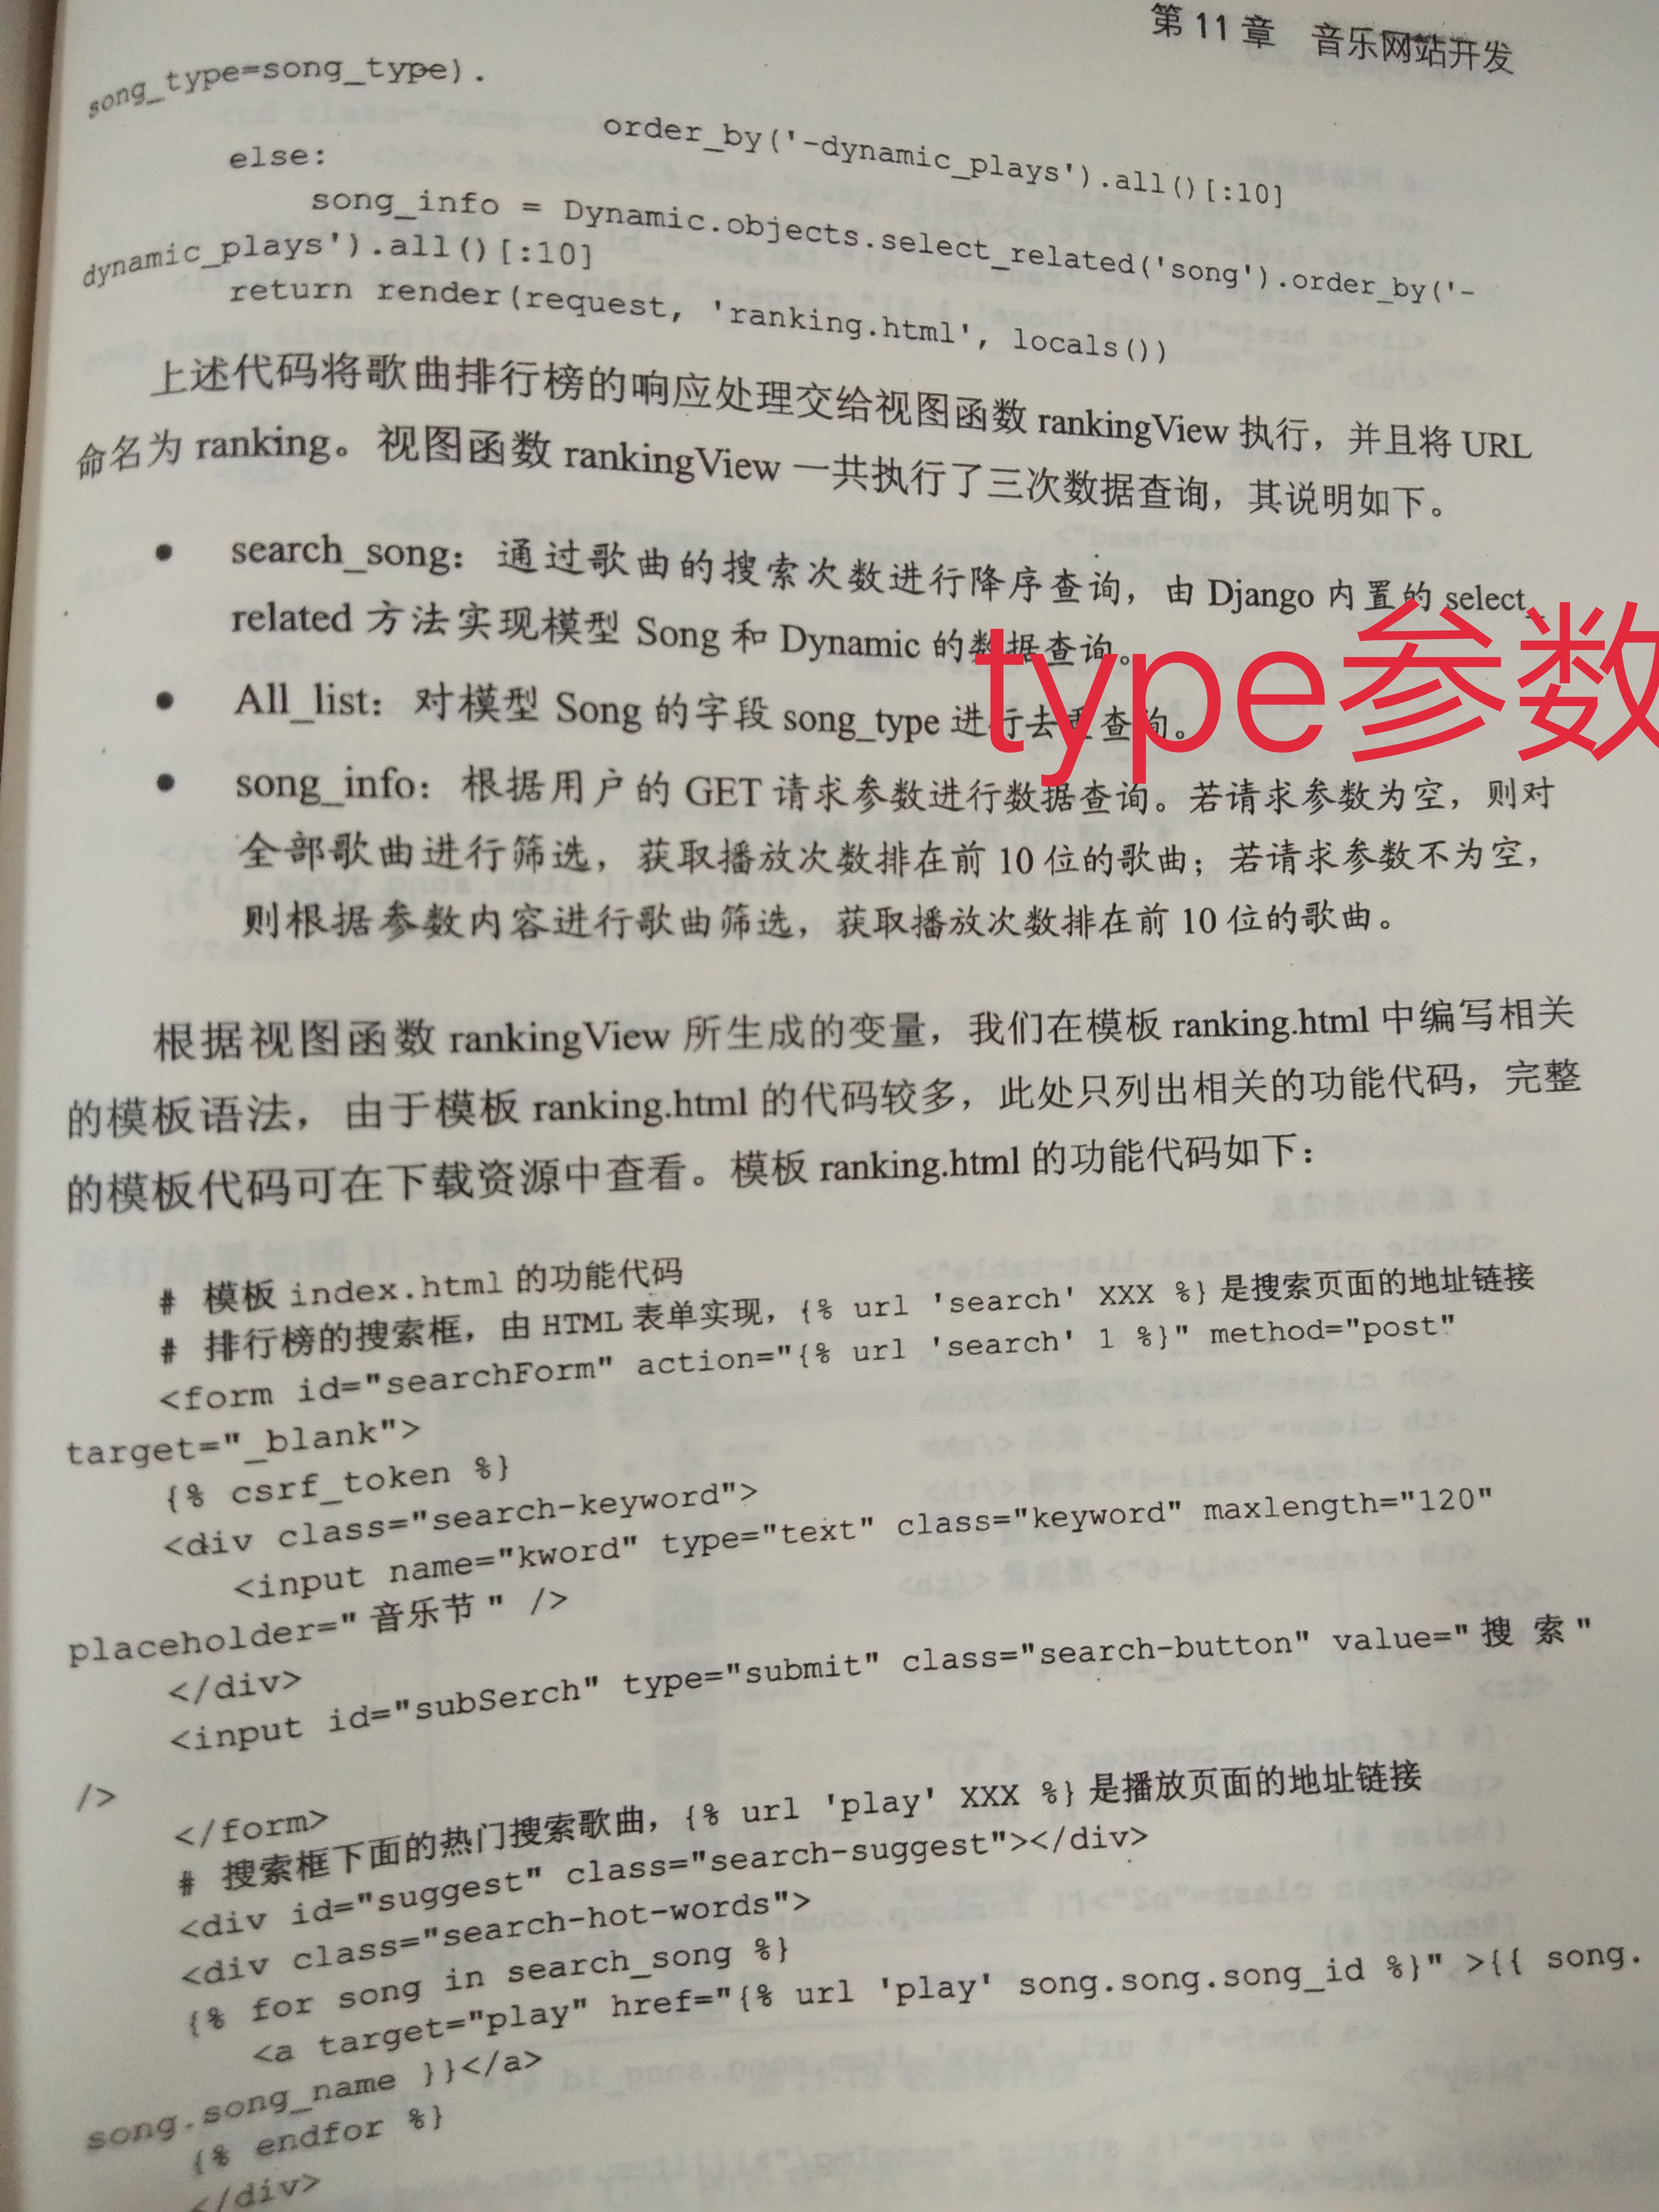 第 11 章 音乐网站开发
song_type=song_type).
order_by('-dynamic_plays').all()[:10]
else:
song_info = Dynamic.objects.select_related('song').order_by('-
dynamic_plays').all()[:10]
return render(request, 'ranking.html', locals())
上述代码将歌曲排行榜的响应处理交给视图函数 rankingView 执行，并且将 URL
命名为 ranking。视图函数 rankingView 一共执行了三次数据查询，其说明如下。
● search_song：通过歌曲的搜索次数进行降序查询，由 Django 内置的 select_
related 方法实现模型 Song 和 Dynamic 的数据查询。
type参数
● All_list：对模型 Song 的字段 song_type 进行去重查询。
● song_info：根据用户的 GET 请求参数进行数据查询。若请求参数为空，则对
全部歌曲进行筛选，获取播放次数排在前 10 位的歌曲；若请求参数不为空，
则根据参数内容进行歌曲筛选，获取播放次数排在前 10 位的歌曲。
根据视图函数 rankingView 所生成的变量，我们在模板 ranking.html 中编写相关
的模板语法，由于模板 ranking.html 的代码较多，此处只列出相关的功能代码，完整
的模板代码可在下载资源中查看。模板 ranking.html 的功能代码如下：
# 模板 index.html 的功能代码
# 排行榜的搜索框，由 HTML 表单实现，{% url 'search' XXX %} 是搜索页面的地址链接
<form id="searchForm" action="{% url 'search' 1 %}" method="post"
target="_blank">
{% csrf_token %}
<div class="search-keyword">
<input name="kword" type="text" class="keyword" maxlength="120"
placeholder=" 音乐节 " />
</div>
<input id="subSerch" type="submit" class="search-button" value=" 搜 索 "
/>
</form>
# 搜索框下面的热门搜索歌曲，{% url 'play' XXX %} 是播放页面的地址链接
<div id="suggest" class="search-suggest"></div>
<div class="search-hot-words">
{% for song in search_song %}
<a target="play" href="{% url 'play' song.song.song_id %}" >{{ song.
song.song_name }}</a>
{% endfor %}
</div>